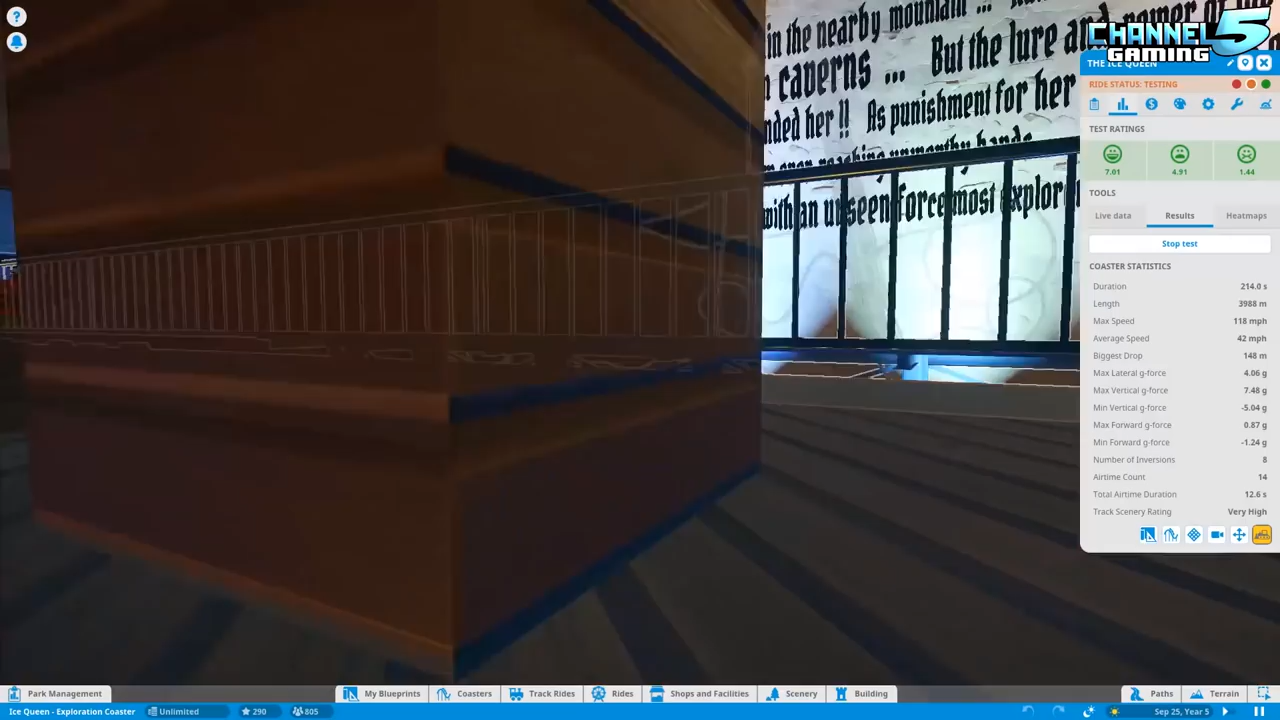 in the nearby mountain ...
CHANNEL 5
GAMING
But the lure and power of
caverns ...
nded her !! As punishment for her
with an unseen force most explor
THE ICE QUEEN
RIDE STATUS: TESTING
TEST RATINGS
7.01 4.91 1.44
TOOLS
Live data Results Heatmaps
Stop test
COASTER STATISTICS
Duration 214.0 s
Length 3988 m
Max Speed 118 mph
Average Speed 42 mph
Biggest Drop 148 m
Max Lateral g-force 4.06 g
Max Vertical g-force 7.48 g
Min Vertical g-force -5.04 g
Max Forward g-force 0.87 g
Min Forward g-force -1.24 g
Number of Inversions 8
Airtime Count 14
Total Airtime Duration 12.6 s
Track Scenery Rating Very High
Park Management My Blueprints Coasters Track Rides Rides Shops and Facilities Scenery Building Paths Terrain
Ice Queen - Exploration Coaster Unlimited 290 805 Sep 25, Year 5